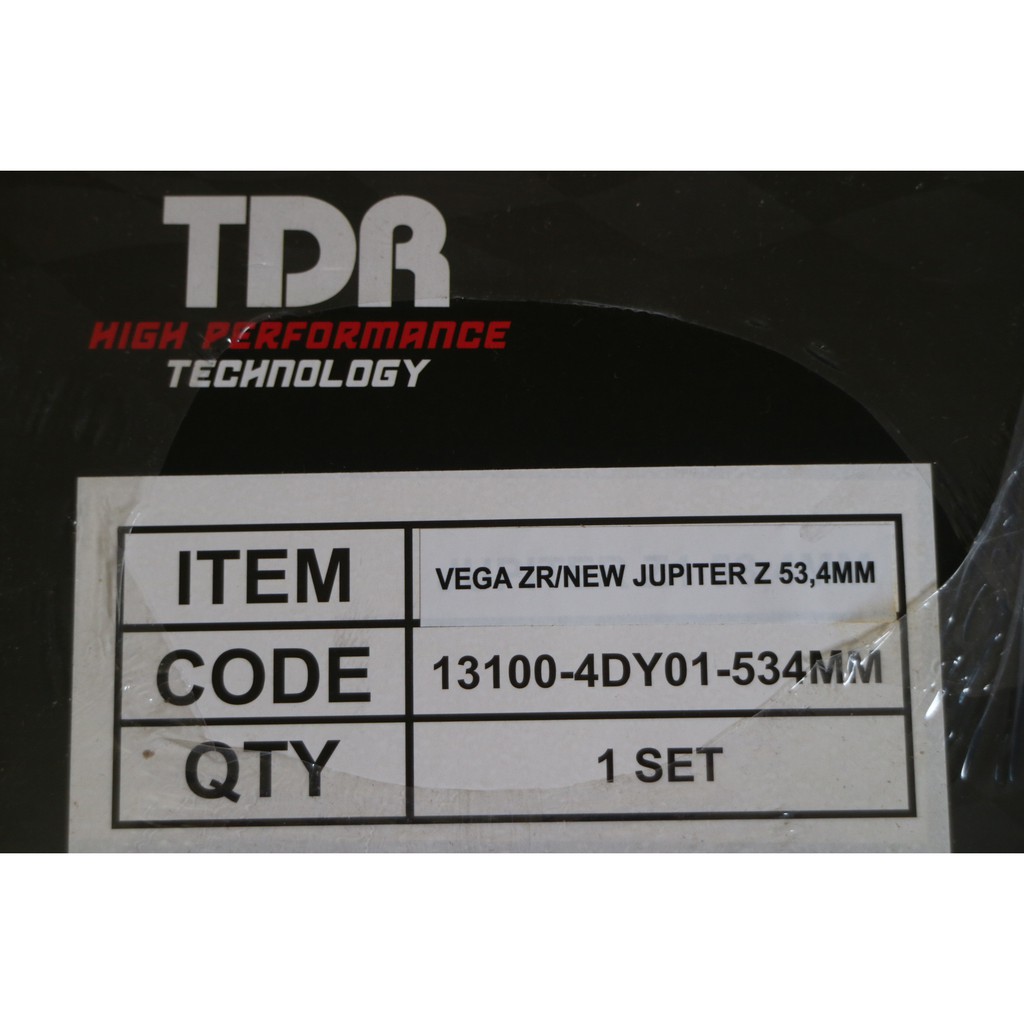 TDR
HIGH PERFORMANCE
TECHNOLOGY
ITEM VEGA ZR/NEW JUPITER Z 53,4MM
CODE 13100-4DY01-534MM
QTY 1 SET